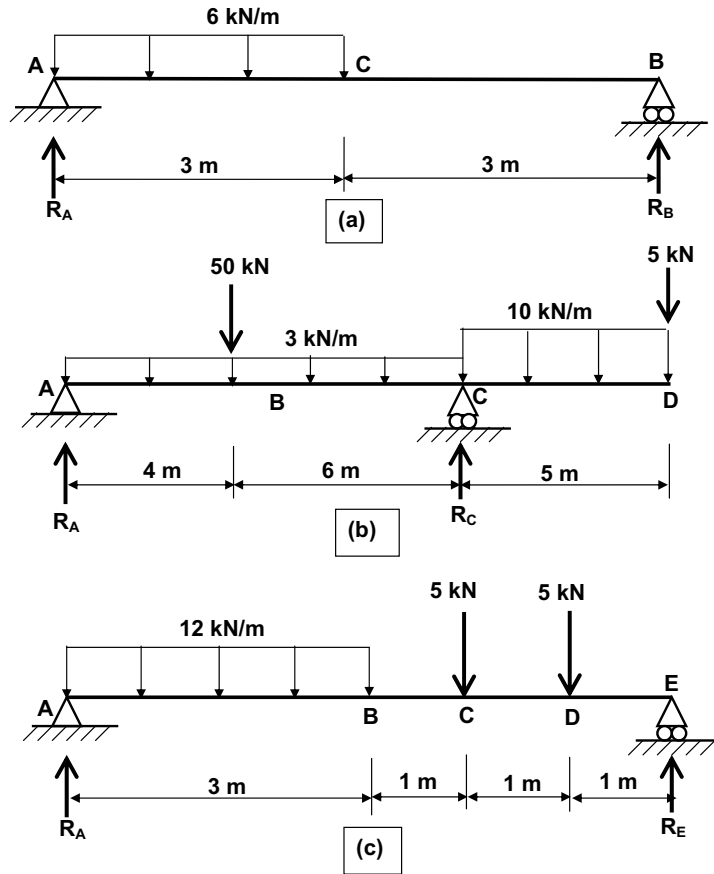 6 kN/m
A C B
3 m 3 m
R_A (a) R_B
50 kN 5 kN
3 kN/m 10 kN/m
A B C D
4 m 6 m 5 m
R_A (b) R_C
5 kN 5 kN
12 kN/m
A B C D E
3 m 1 m 1 m 1 m
R_A (c) R_E